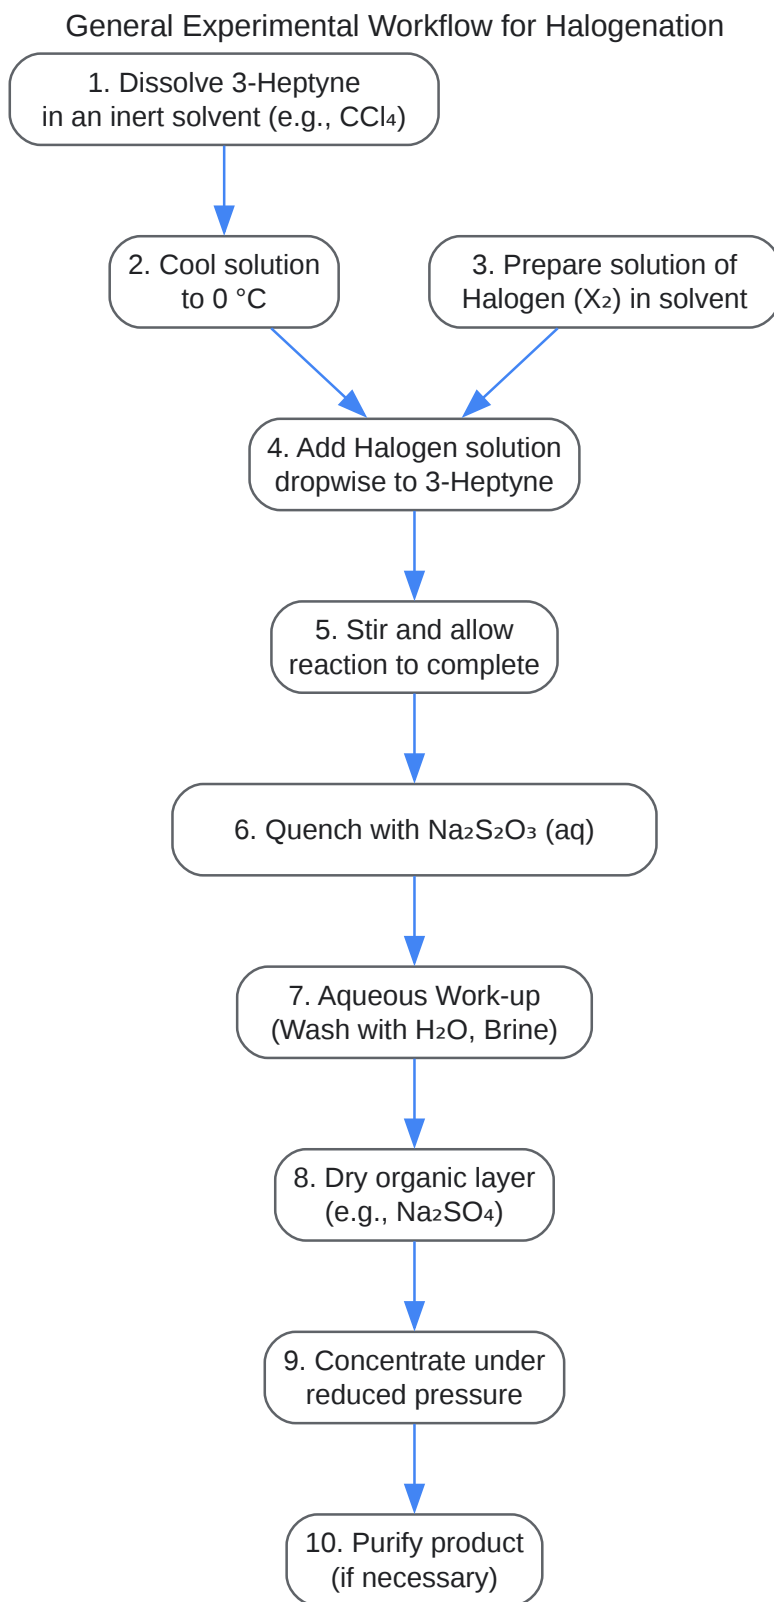 General Experimental Workflow for Halogenation
1. Dissolve 3-Heptyne
in an inert solvent (e.g., CCl₄)
2. Cool solution
to 0 °C
3. Prepare solution of
Halogen (X₂) in solvent
4. Add Halogen solution
dropwise to 3-Heptyne
5. Stir and allow
reaction to complete
6. Quench with Na₂S₂O₃ (aq)
7. Aqueous Work-up
(Wash with H₂O, Brine)
8. Dry organic layer
(e.g., Na₂SO₄)
9. Concentrate under
reduced pressure
10. Purify product
(if necessary)